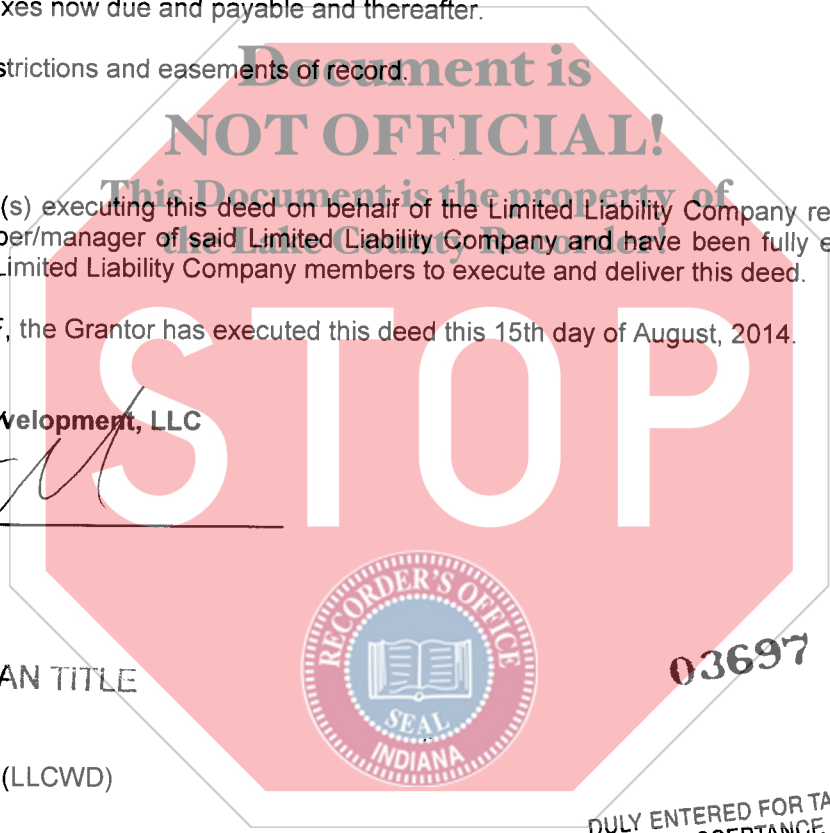 xes now due and payable and thereafter.
Document is
strictions and easements of record.
NOT OFFICIAL!
This Document is the property of
(s) executing this deed on behalf of the Limited Liability Company re
the Lake County Recorder!
ber/manager of said Limited Liability Company and have been fully e
Limited Liability Company members to execute and deliver this deed.
F, the Grantor has executed this deed this 15th day of August, 2014.
STOP
velopment, LLC
RECORDER'S OFFICE
SEAL
INDIANA
AN TITLE
03697
(LLCWD)
DULY ENTERED FOR TA